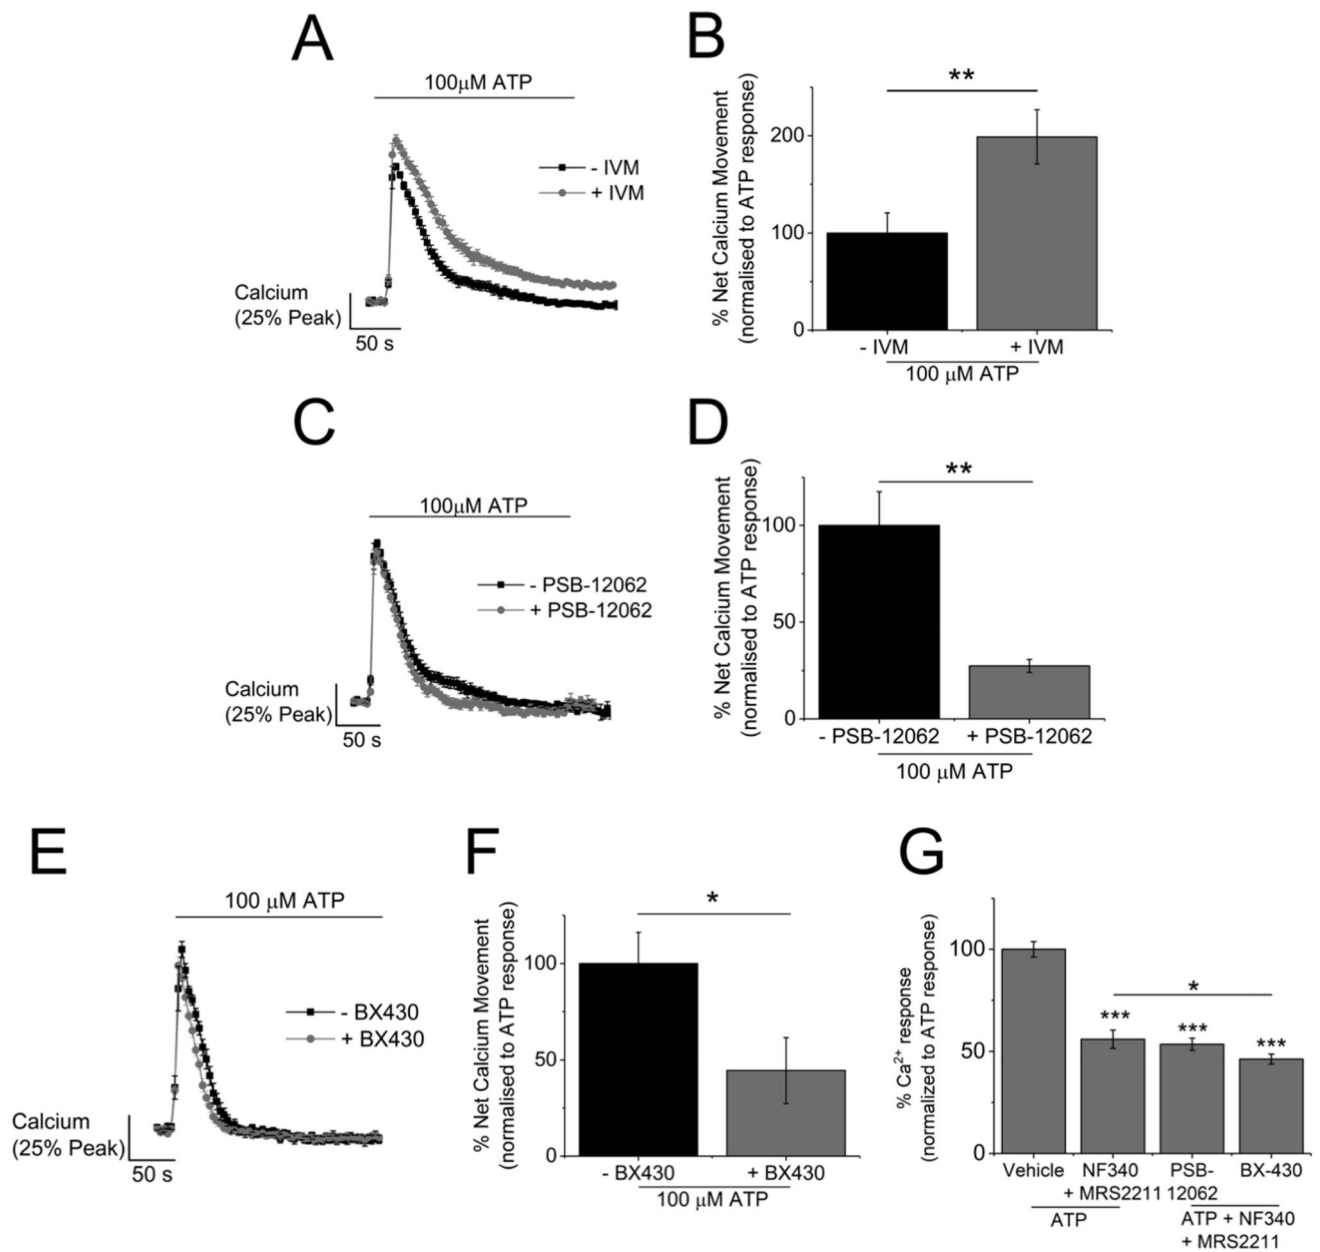 A
100μM ATP
- IVM
+ IVM
Calcium
(25% Peak)
50 s
B
**
% Net Calcium Movement
(normalised to ATP response)
200
100
0
- IVM
+ IVM
100 μM ATP
C
100μM ATP
- PSB-12062
+ PSB-12062
Calcium
(25% Peak)
50 s
D
**
% Net Calcium Movement
(normalised to ATP response)
100
50
0
- PSB-12062
+ PSB-12062
100 μM ATP
E
100 μM ATP
- BX430
+ BX430
Calcium
(25% Peak)
50 s
F
*
% Net Calcium Movement
(normalised to ATP response)
100
50
0
- BX430
+ BX430
100 μM ATP
G
*
***
***
***
% Ca²⁺ response
(normalized to ATP response)
100
50
0
Vehicle
NF340
+ MRS2211
PSB-
12062
BX-430
ATP
ATP + NF340
+ MRS2211